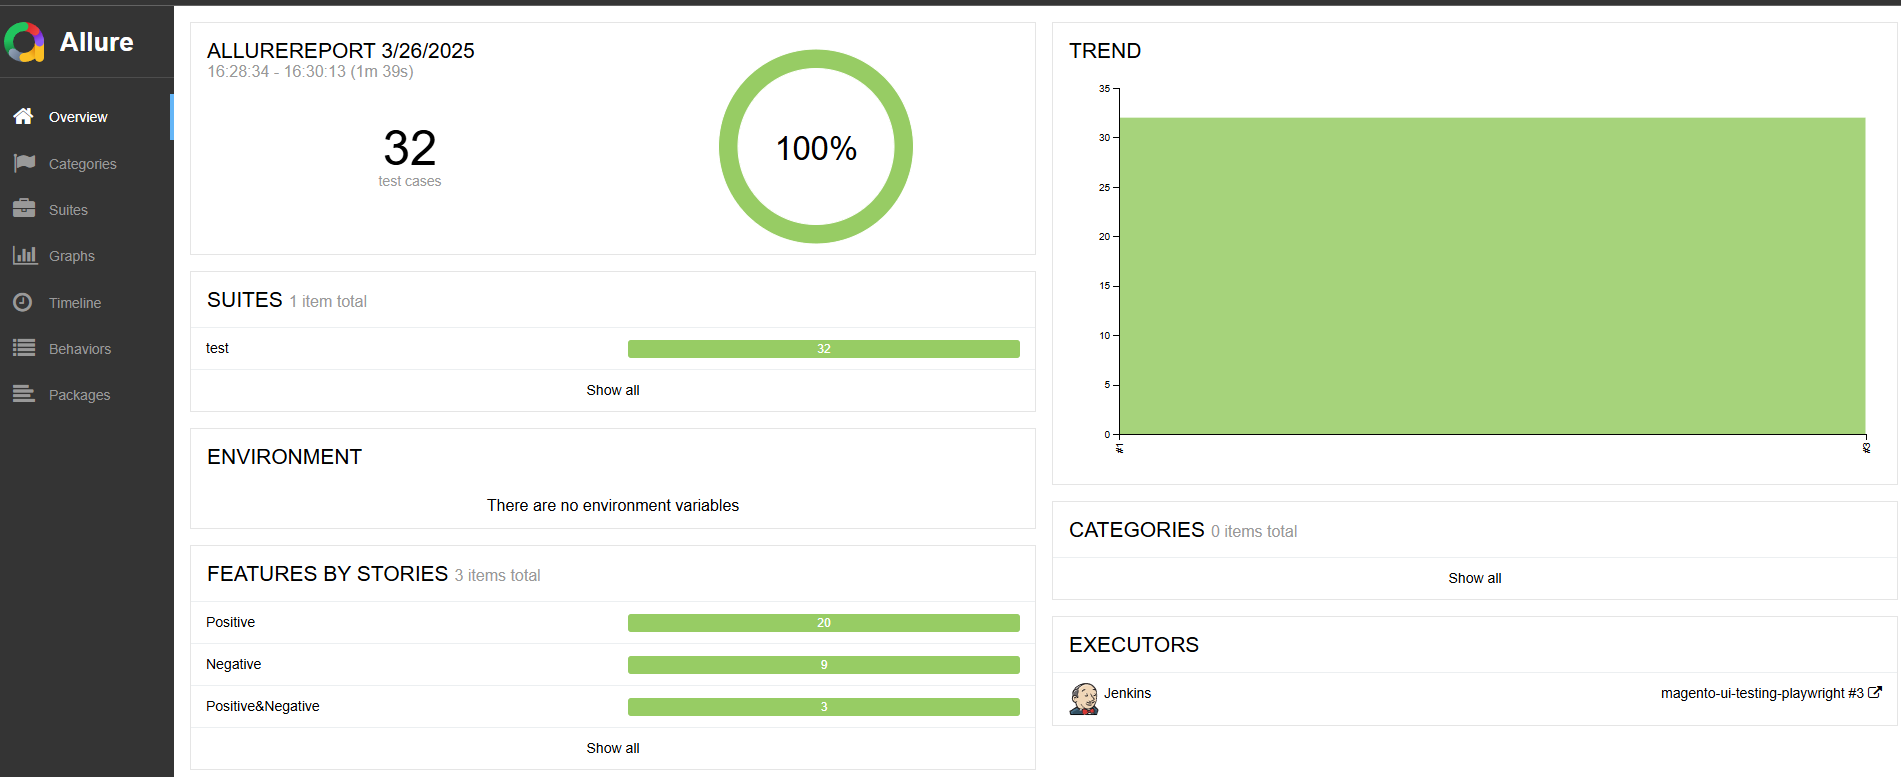 Allure
Overview
Categories
Suites
Graphs
Timeline
Behaviors
Packages
ALLUREREPORT 3/26/2025
16:28:34 - 16:30:13 (1m 39s)
32
test cases
100%
SUITES 1 item total
test 32
Show all
ENVIRONMENT
There are no environment variables
FEATURES BY STORIES 3 items total
Positive 20
Negative 9
Positive&Negative 3
Show all
TREND
35
30
25
20
15
10
5
0
#1
#3
CATEGORIES 0 items total
Show all
EXECUTORS
Jenkins magento-ui-testing-playwright #3